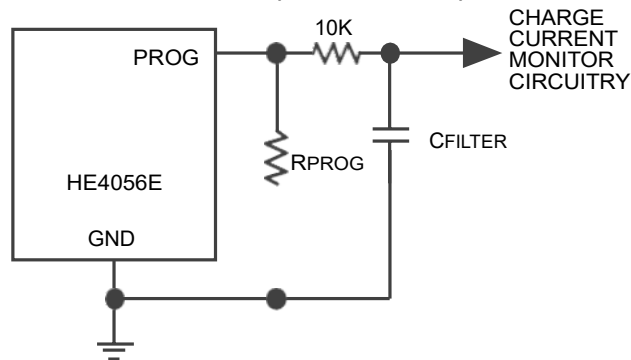 CHARGE
CURRENT
MONITOR
CIRCUITRY
10K
PROG
RPROG
CFILTER
HE4056E
GND